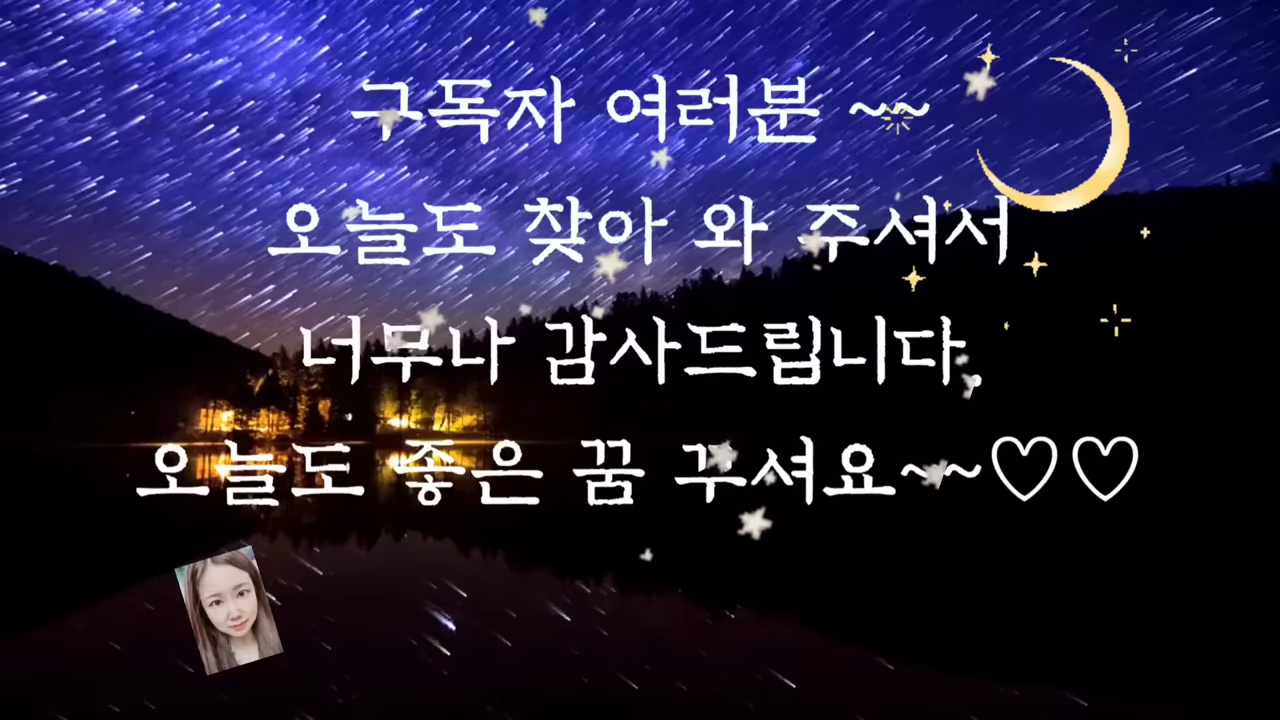 구독자 여러분 ~~
오늘도 찾아 와 주셔서
너무나 감사드립니다.
오늘도 좋은 꿈 꾸셔요~~♡♡